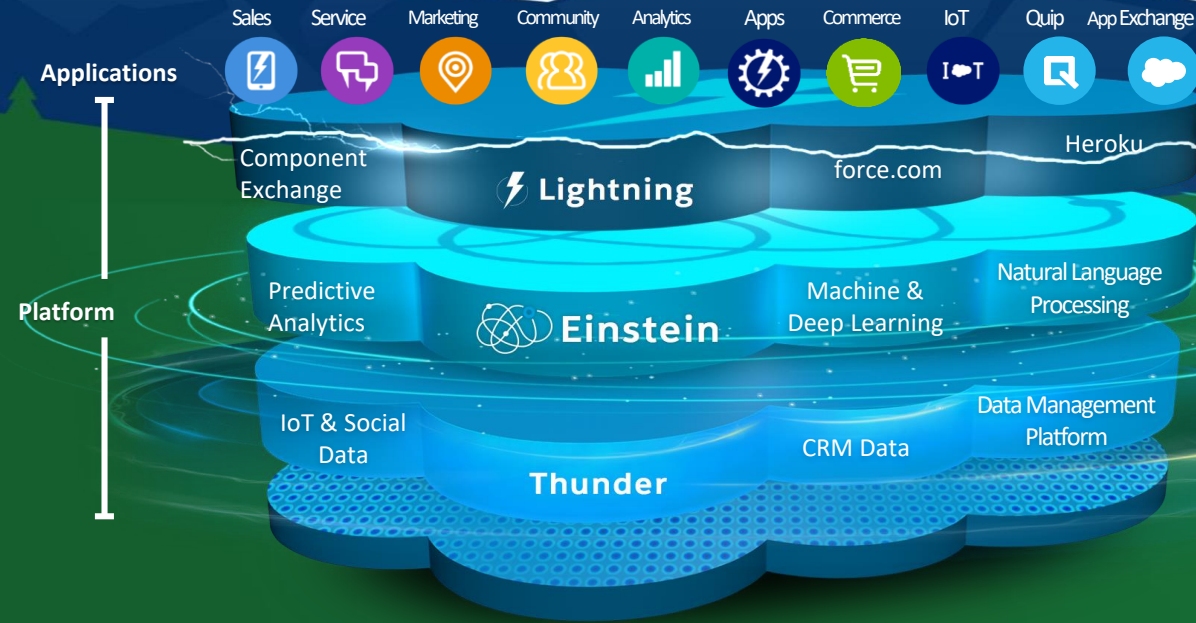 Sales Service Marketing Community Analytics Apps Commerce IoT Quip App Exchange
I T
Applications
Component
Exchange
Lightning
force.com
Heroku
Platform
Predictive
Analytics
Einstein
Machine &
Deep Learning
Natural Language
Processing
IoT & Social
Data
Thunder
CRM Data
Data Management
Platform